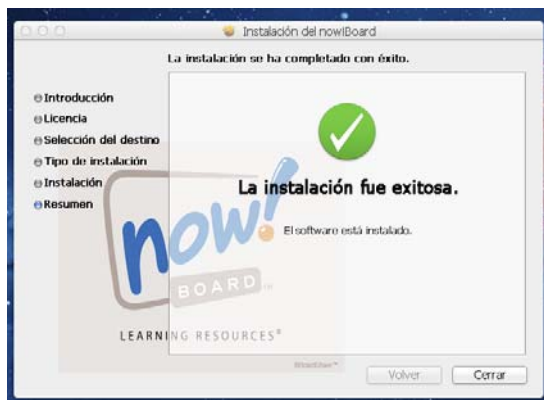 Instalación del now!Board
La instalación se ha completado con éxito.
Introducción
Licencia
Selección del destino
Tipo de instalación
Instalación
Resumen
La instalación fue exitosa.
El software está instalado.
now!
BOARD
LEARNING RESOURCES®
Volver
Cerrar